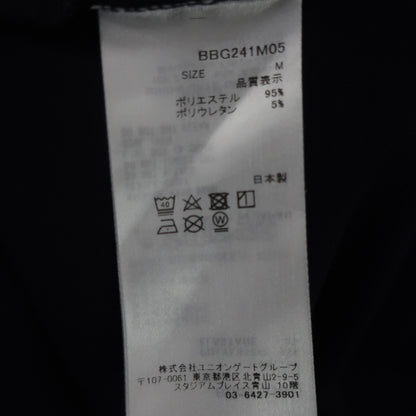 BBG241M05
SIZE M
品質表示
ポリエステル 95%
ポリウレタン 5%
日本製
40
W
株式会社ユニオンゲートグループ
〒107-0061 東京都港区北青山2-9-5
スタジアムプレイス青山 10階
03-6427-3901